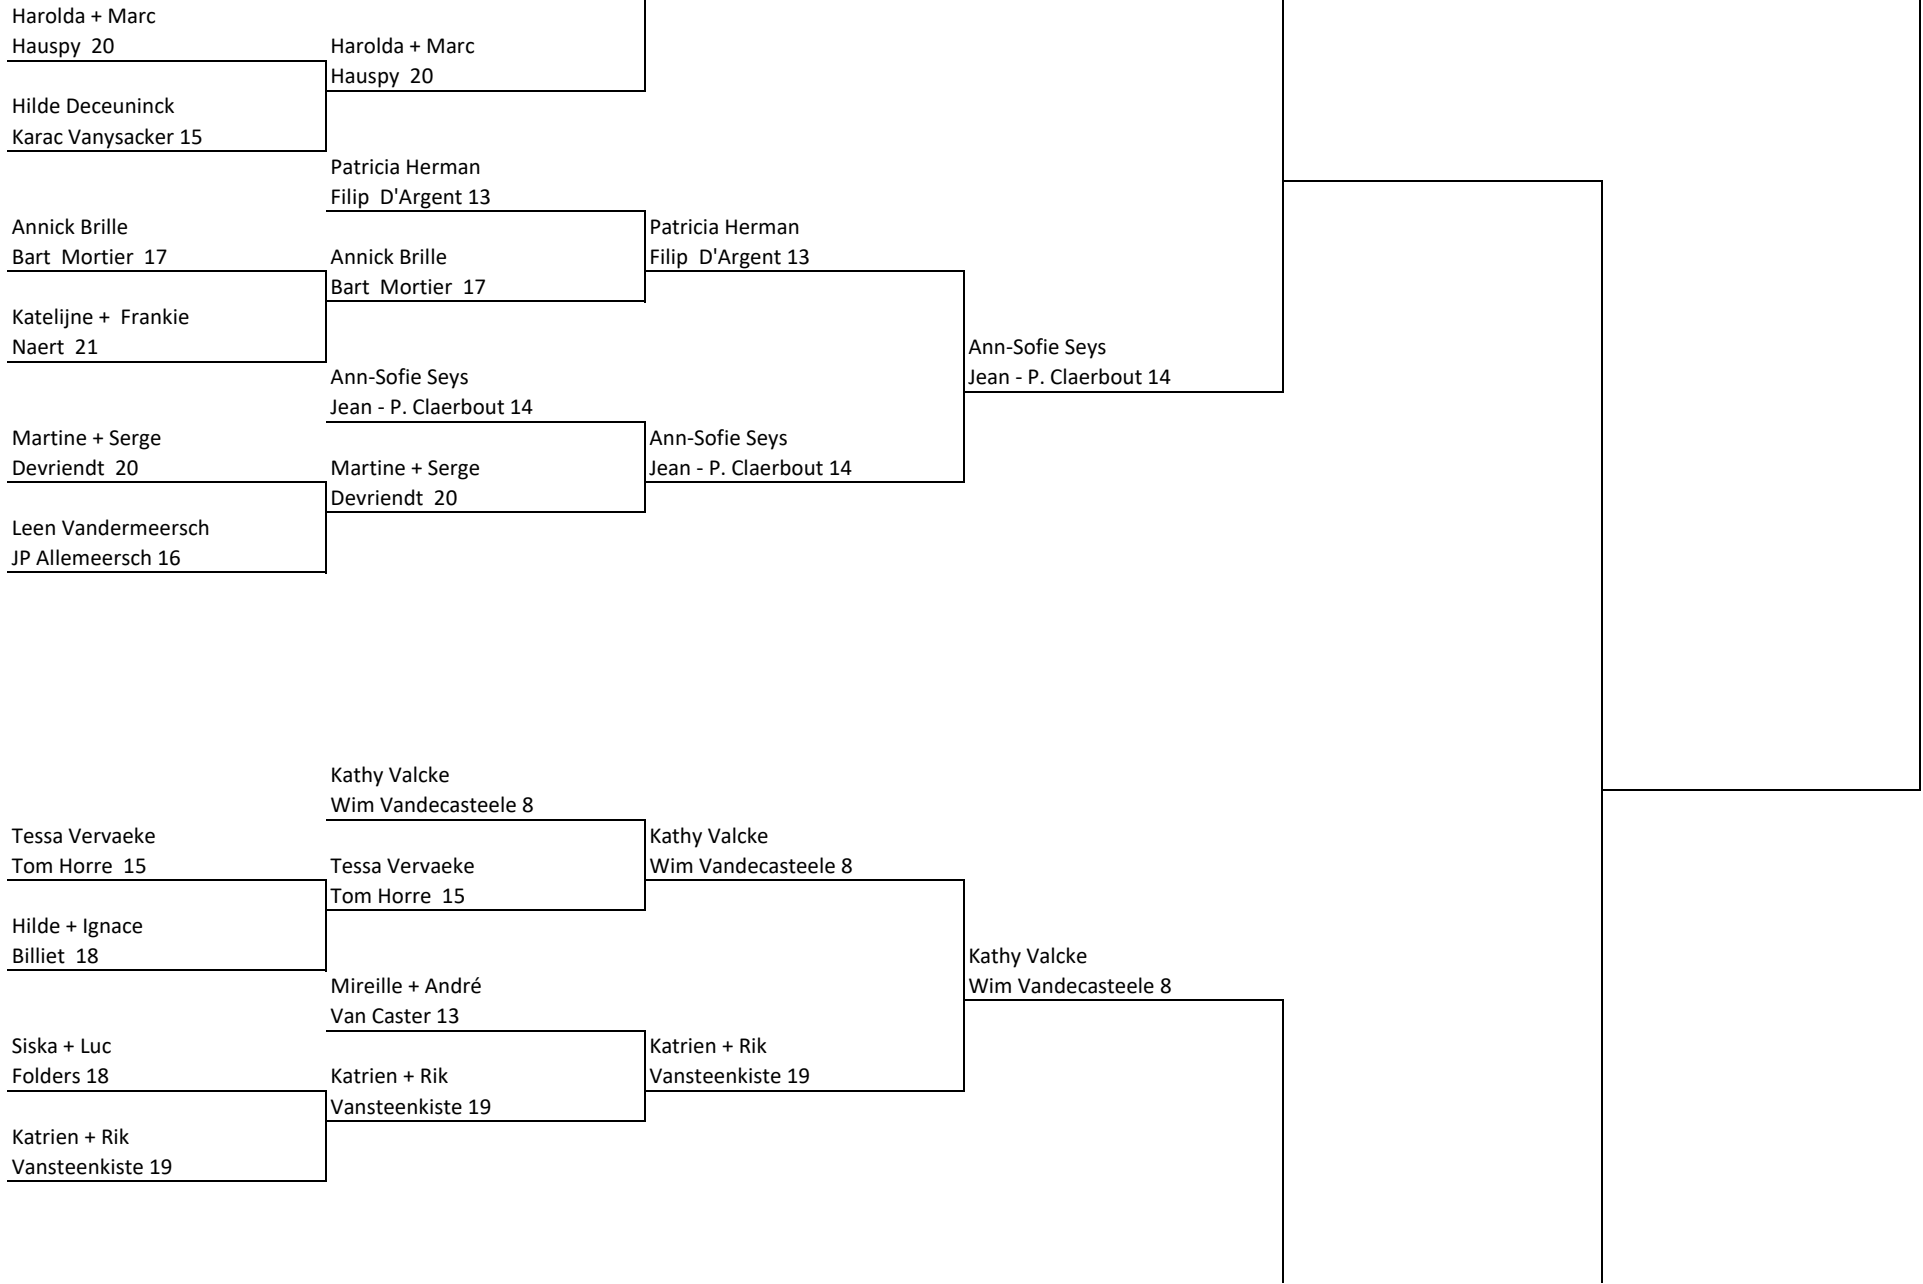 Harolda + Marc
Hauspy  20
Hilde Deceuninck
Karac Vanysacker 15
Annick Brille
Bart  Mortier  17
Katelijne +  Frankie
Naert  21
Martine + Serge
Devriendt  20
Leen Vandermeersch
JP Allemeersch 16
Tessa Vervaeke
Tom Horre  15
Hilde + Ignace
Billiet  18
Siska + Luc
Folders 18
Katrien + Rik
Vansteenkiste 19
Harolda + Marc
Hauspy  20
Patricia Herman
Filip  D'Argent 13
Annick Brille
Bart  Mortier  17
Ann-Sofie Seys
Jean - P. Claerbout 14
Martine + Serge
Devriendt  20
Kathy Valcke
Wim Vandecasteele 8
Tessa Vervaeke
Tom Horre  15
Mireille + André
Van Caster 13
Katrien + Rik
Vansteenkiste 19
Patricia Herman
Filip  D'Argent 13
Ann-Sofie Seys
Jean - P. Claerbout 14
Kathy Valcke
Wim Vandecasteele 8
Katrien + Rik
Vansteenkiste 19
Ann-Sofie Seys
Jean - P. Claerbout 14
Kathy Valcke
Wim Vandecasteele 8